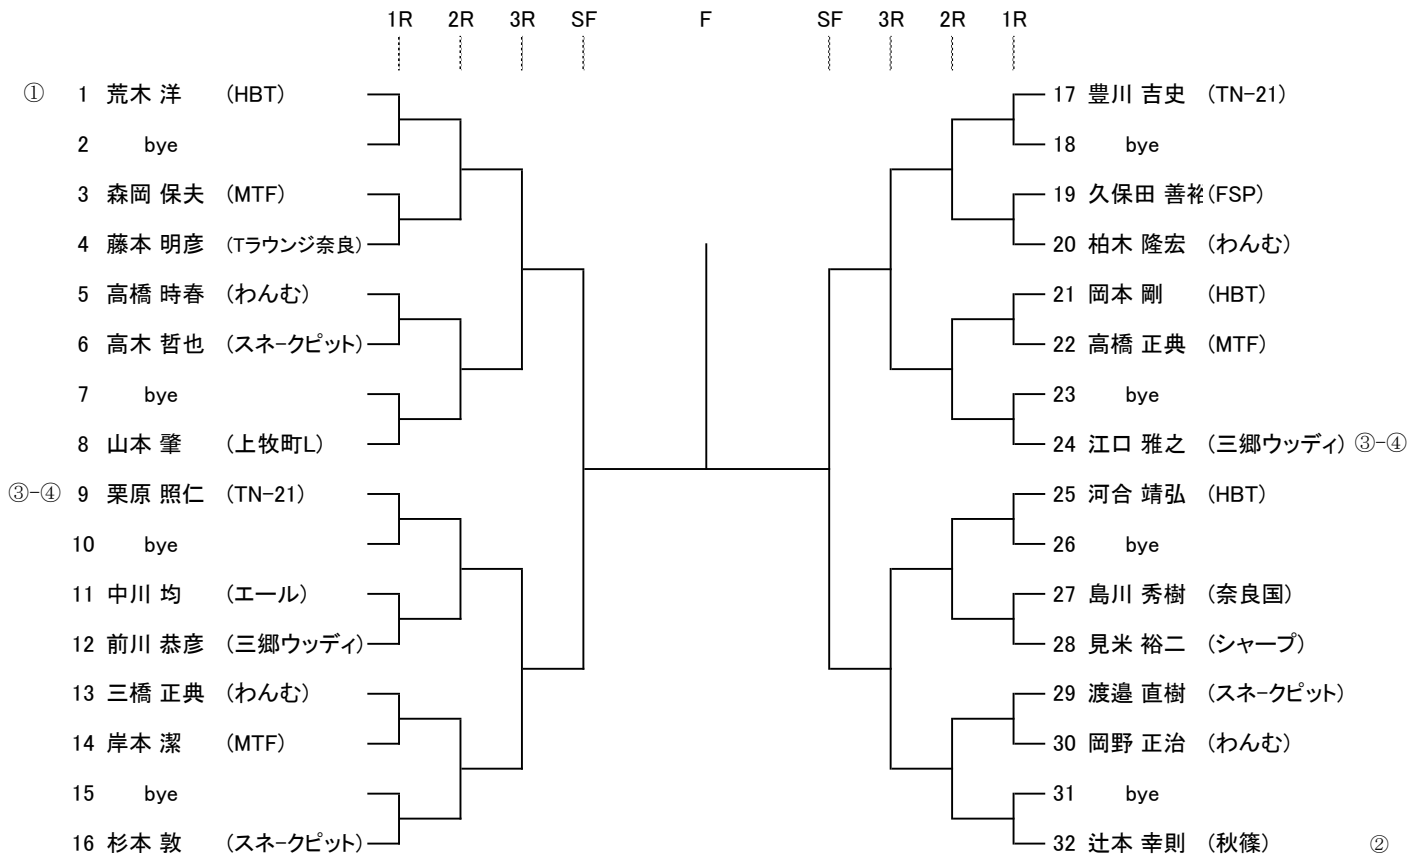 1R 2R 3R SF F SF 3R 2R 1R
① 1 荒木 洋 (HBT)
2 bye
3 森岡 保夫 (MTF)
4 藤本 明彦 (Tラウンジ奈良)
5 高橋 時春 (わんむ)
6 高木 哲也 (スネークピット)
7 bye
8 山本 肇 (上牧町L)
③-④ 9 栗原 照仁 (TN-21)
10 bye
11 中川 均 (エール)
12 前川 恭彦 (三郷ウッディ)
13 三橋 正典 (わんむ)
14 岸本 潔 (MTF)
15 bye
16 杉本 敦 (スネークピット)
17 豊川 吉史 (TN-21)
18 bye
19 久保田 善裕 (FSP)
20 柏木 隆宏 (わんむ)
21 岡本 剛 (HBT)
22 高橋 正典 (MTF)
23 bye
24 江口 雅之 (三郷ウッディ) ③-④
25 河合 靖弘 (HBT)
26 bye
27 島川 秀樹 (奈良国)
28 見米 裕二 (シャープ)
29 渡邉 直樹 (スネークピット)
30 岡野 正治 (わんむ)
31 bye
32 辻本 幸則 (秋篠) ②